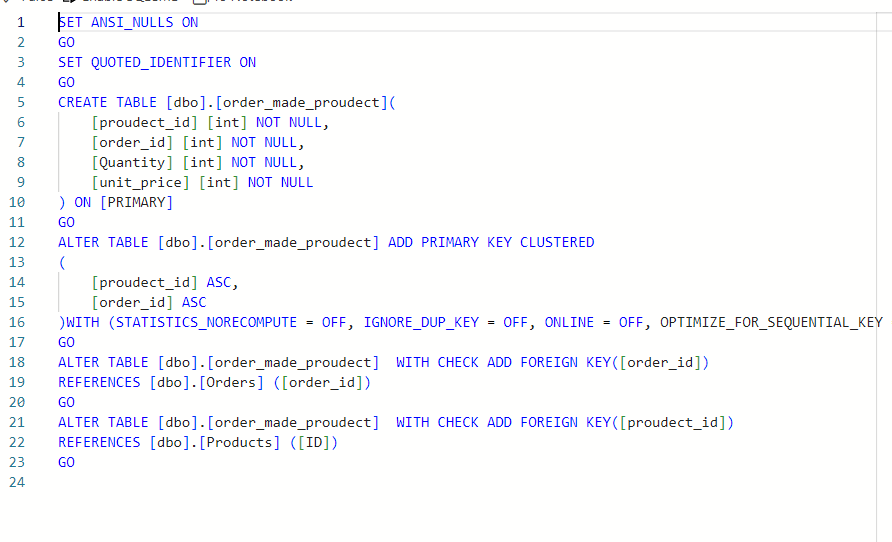 1 SET ANSI_NULLS ON
2 GO
3 SET QUOTED_IDENTIFIER ON
4 GO
5 CREATE TABLE [dbo].[order_made_proudect](
6 [proudect_id] [int] NOT NULL,
7 [order_id] [int] NOT NULL,
8 [Quantity] [int] NOT NULL,
9 [unit_price] [int] NOT NULL
10 ) ON [PRIMARY]
11 GO
12 ALTER TABLE [dbo].[order_made_proudect] ADD PRIMARY KEY CLUSTERED
13 (
14 [proudect_id] ASC,
15 [order_id] ASC
16 )WITH (STATISTICS_NORECOMPUTE = OFF, IGNORE_DUP_KEY = OFF, ONLINE = OFF, OPTIMIZE_FOR_SEQUENTIAL_KEY
17 GO
18 ALTER TABLE [dbo].[order_made_proudect]  WITH CHECK ADD FOREIGN KEY([order_id])
19 REFERENCES [dbo].[Orders] ([order_id])
20 GO
21 ALTER TABLE [dbo].[order_made_proudect]  WITH CHECK ADD FOREIGN KEY([proudect_id])
22 REFERENCES [dbo].[Products] ([ID])
23 GO
24